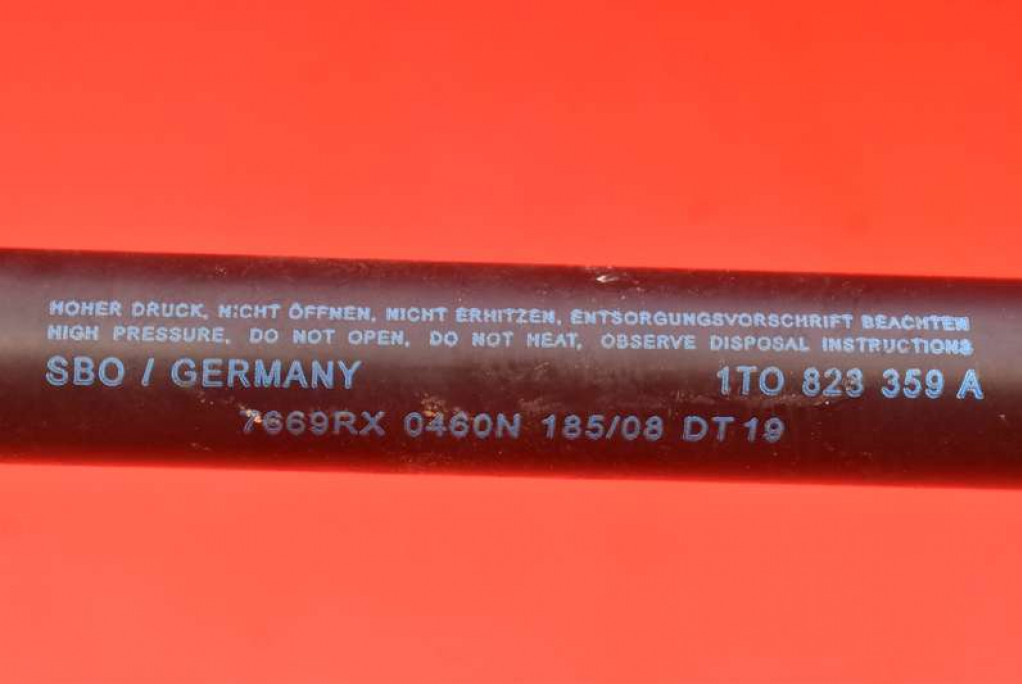 HOHER DRUCK, NICHT ÖFFNEN, NICHT ERHITZEN, ENTSORGUNGSVORSCHRIFT BEACHTEN
HIGH PRESSURE, DO NOT OPEN, DO NOT HEAT, OBSERVE DISPOSAL INSTRUCTIONS
SBO / GERMANY 1TO 823 359 A
7669RX 0460N 185/08 DT19